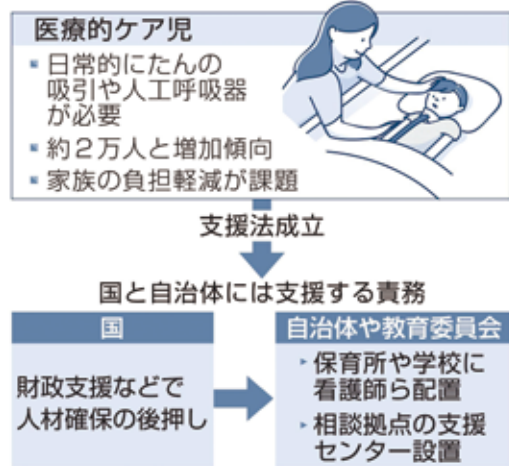 医療的ケア児
▪日常的にたんの
吸引や人工呼吸器
が必要
▪約２万人と増加傾向
▪家族の負担軽減が課題
支援法成立
国と自治体には支援する責務
国
財政支援などで
人材確保の後押し
自治体や教育委員会
▸保育所や学校に
看護師ら配置
▸相談拠点の支援
センター設置